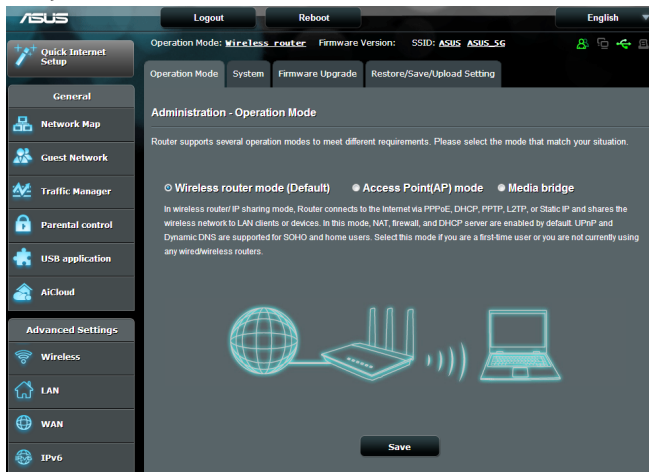 ASUS
Logout
Reboot
English
Quick Internet
Setup
Operation Mode: Wireless router Firmware Version: SSID: ASUS ASUS_5G
Operation Mode
System
Firmware Upgrade
Restore/Save/Upload Setting
General
Network Map
Guest Network
Traffic Manager
Parental control
USB application
AiCloud
Advanced Settings
Wireless
LAN
WAN
IPv6
Administration - Operation Mode
Router supports several operation modes to meet different requirements. Please select the mode that match your situation.
Wireless router mode (Default)
Access Point(AP) mode
Media bridge
In wireless router/ IP sharing mode, Router connects to the Internet via PPPoE, DHCP, PPTP, L2TP, or Static IP and shares the
wireless network to LAN clients or devices. In this mode, NAT, firewall, and DHCP server are enabled by default. UPnP and
Dynamic DNS are supported for SOHO and home users. Select this mode if you are a first-time user or you are not currently using
any wired/wireless routers.
Save